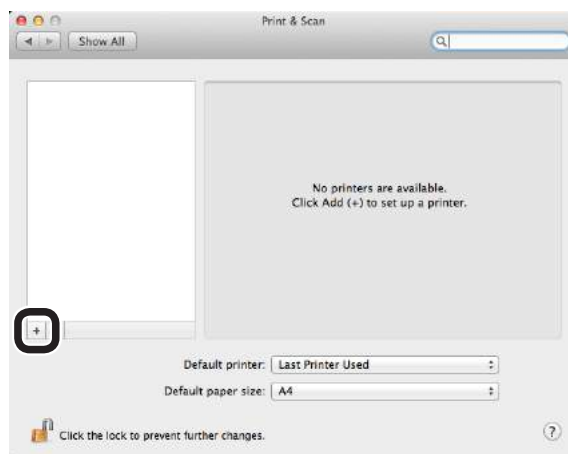 Print & Scan
Show All
No printers are available.
Click Add (+) to set up a printer.
+
Default printer: Last Printer Used
Default paper size: A4
Click the lock to prevent further changes.
?